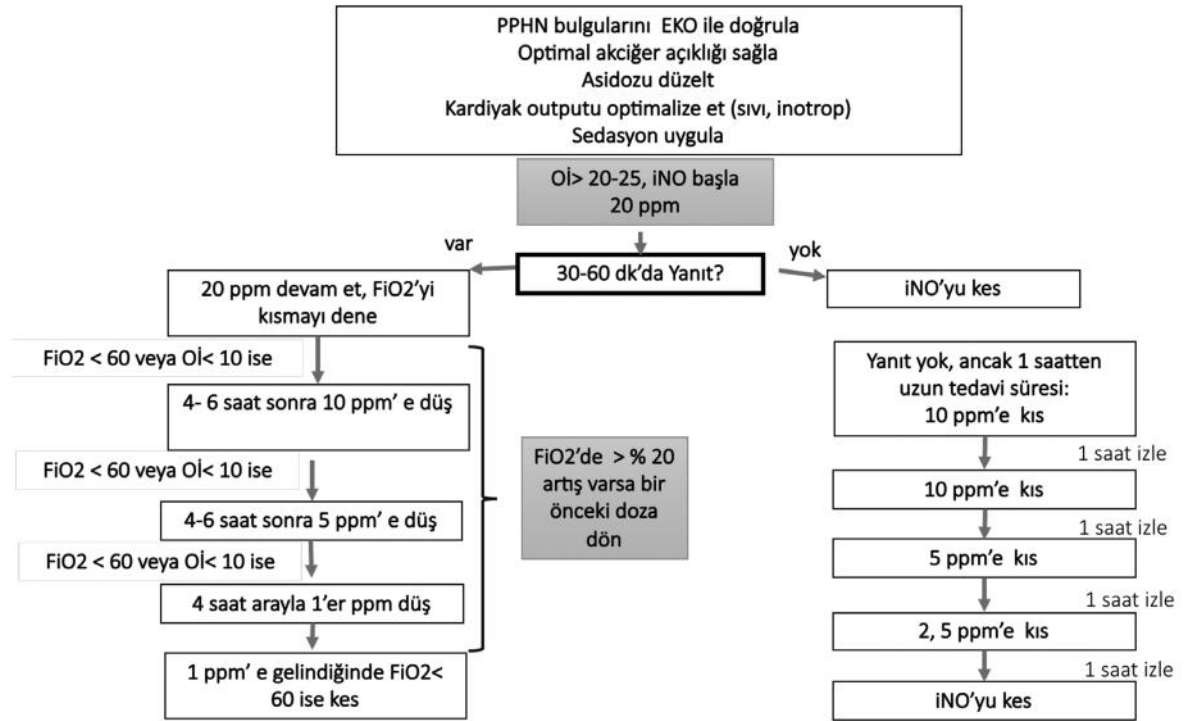 PPHN bulgularını EKO ile doğrula
Optimal akciğer açıklığı sağla
Asidozu düzelt
Kardiyak outputu optimalize et (sıvı, inotrop)
Sedasyon uygula
Oİ> 20-25, iNO başla
20 ppm
var
30-60 dk’da Yanıt?
yok
20 ppm devam et, FiO2’yi
kısmayı dene
iNO’yu kes
FiO2 < 60 veya Oİ< 10 ise
4- 6 saat sonra 10 ppm’ e düş
FiO2 < 60 veya Oİ< 10 ise
4-6 saat sonra 5 ppm’ e düş
FiO2 < 60 veya Oİ< 10 ise
4 saat arayla 1’er ppm düş
1 ppm’ e gelindiğinde FiO2<
60 ise kes
FiO2’de > % 20
artış varsa bir
önceki doza
dön
Yanıt yok, ancak 1 saatten
uzun tedavi süresi:
10 ppm’e kıs
1 saat izle
10 ppm’e kıs
1 saat izle
5 ppm’e kıs
1 saat izle
2, 5 ppm’e kıs
1 saat izle
iNO’yu kes